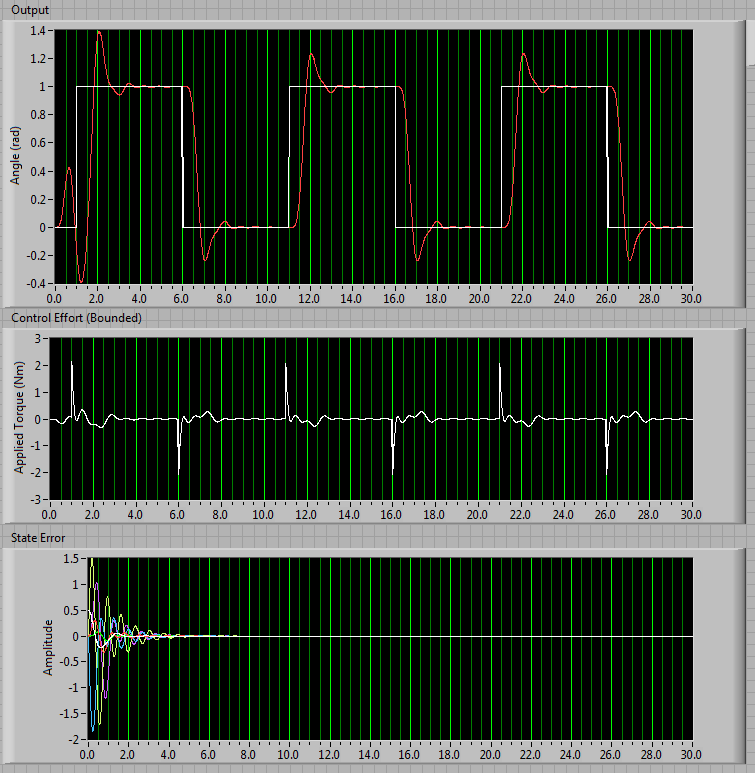 Output
Angle (rad)
1.4
1.2
1
0.8
0.6
0.4
0.2
0
-0.2
-0.4
0.0 2.0 4.0 6.0 8.0 10.0 12.0 14.0 16.0 18.0 20.0 22.0 24.0 26.0 28.0 30.0
Control Effort (Bounded)
Applied Torque (Nm)
3
2
1
0
-1
-2
-3
0.0 2.0 4.0 6.0 8.0 10.0 12.0 14.0 16.0 18.0 20.0 22.0 24.0 26.0 28.0 30.0
State Error
Amplitude
1.5
1
0.5
0
-0.5
-1
-1.5
-2
0.0 2.0 4.0 6.0 8.0 10.0 12.0 14.0 16.0 18.0 20.0 22.0 24.0 26.0 28.0 30.0